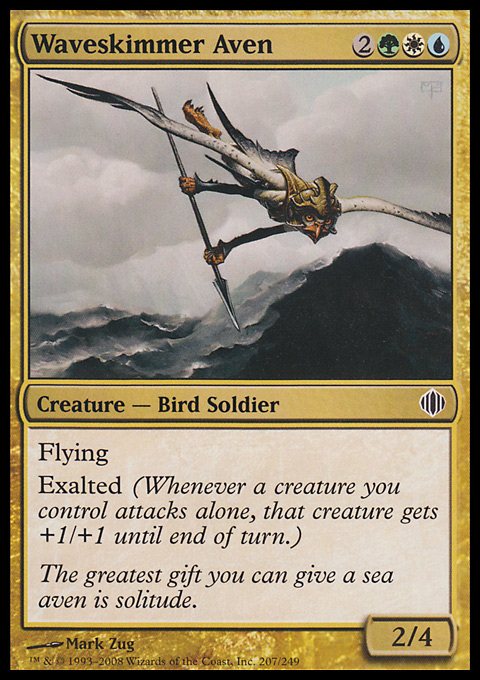 Waveskimmer Aven 2
Creature — Bird Soldier
Flying
Exalted (Whenever a creature you
control attacks alone, that creature gets
+1/+1 until end of turn.)
The greatest gift you can give a sea
aven is solitude.
Mark Zug
2/4
™ & © 1993–2008 Wizards of the Coast, Inc. 207/249